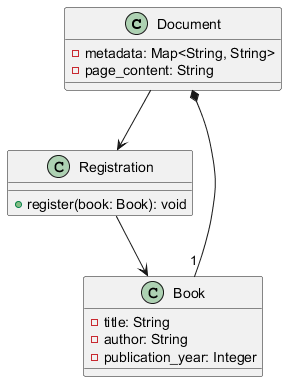 C Document
metadata: Map<String, String>
page_content: String
C Registration
register(book: Book): void
1
C Book
title: String
author: String
publication_year: Integer